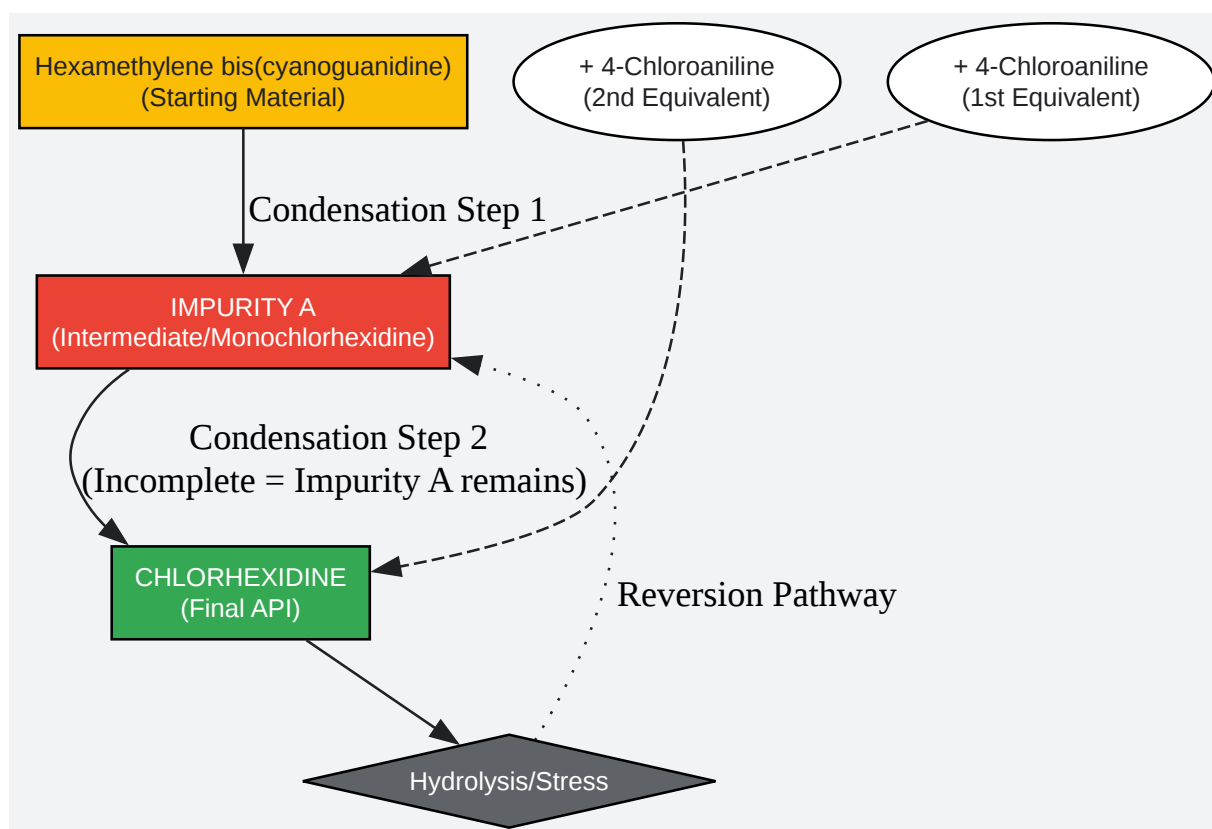 Hexamethylene bis(cyanoguanidine)
(Starting Material)
+ 4-Chloroaniline
(2nd Equivalent)
+ 4-Chloroaniline
(1st Equivalent)
Condensation Step 1
IMPURITY A
(Intermediate/Monochlorhexidine)
Condensation Step 2
(Incomplete = Impurity A remains)
CHLORHEXIDINE
(Final API)
Reversion Pathway
Hydrolysis/Stress